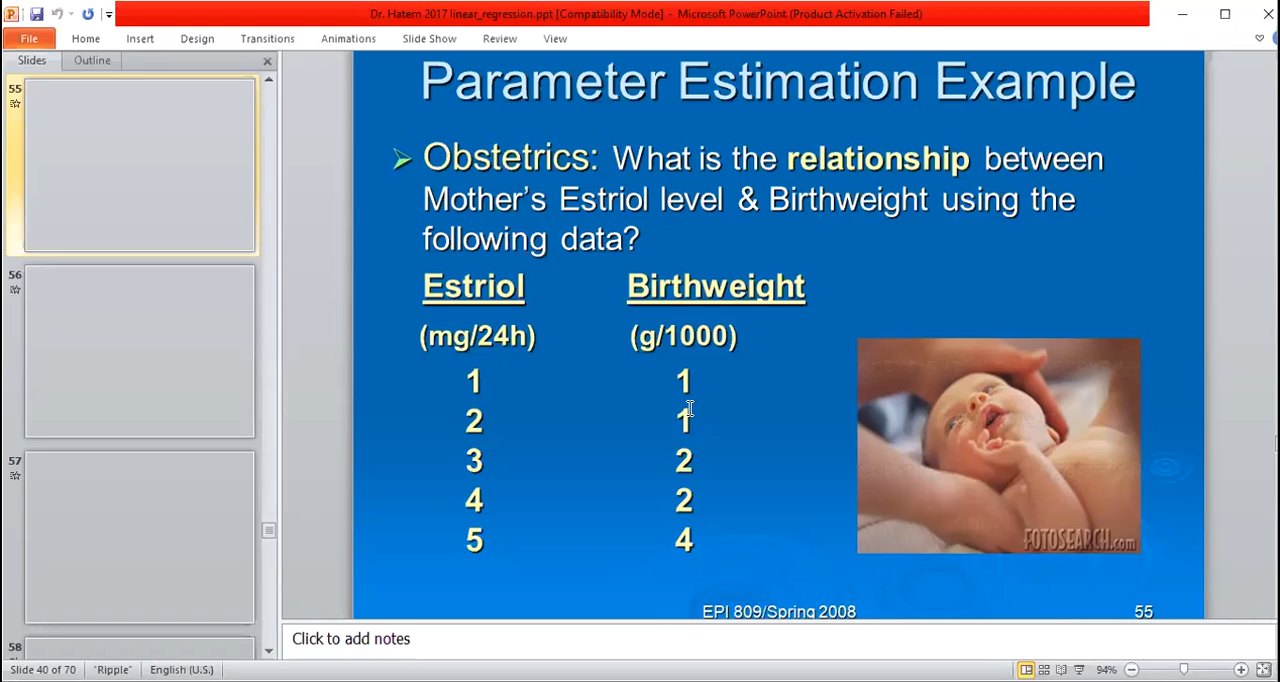 Dr. Hatem 2017 linear_regression.ppt [Compatibility Mode] - Microsoft PowerPoint (Product Activation Failed)
File Home Insert Design Transitions Animations Slide Show Review View
Slides Outline
55
56
57
58
Parameter Estimation Example
Obstetrics: What is the relationship between
Mother's Estriol level & Birthweight using the
following data?
Estriol Birthweight
(mg/24h) (g/1000)
1 1
2 1
3 2
4 2
5 4
FOTOSEARCH.com
EPI 809/Spring 2008 55
Click to add notes
Slide 40 of 70 "Ripple" English (U.S.) 94%